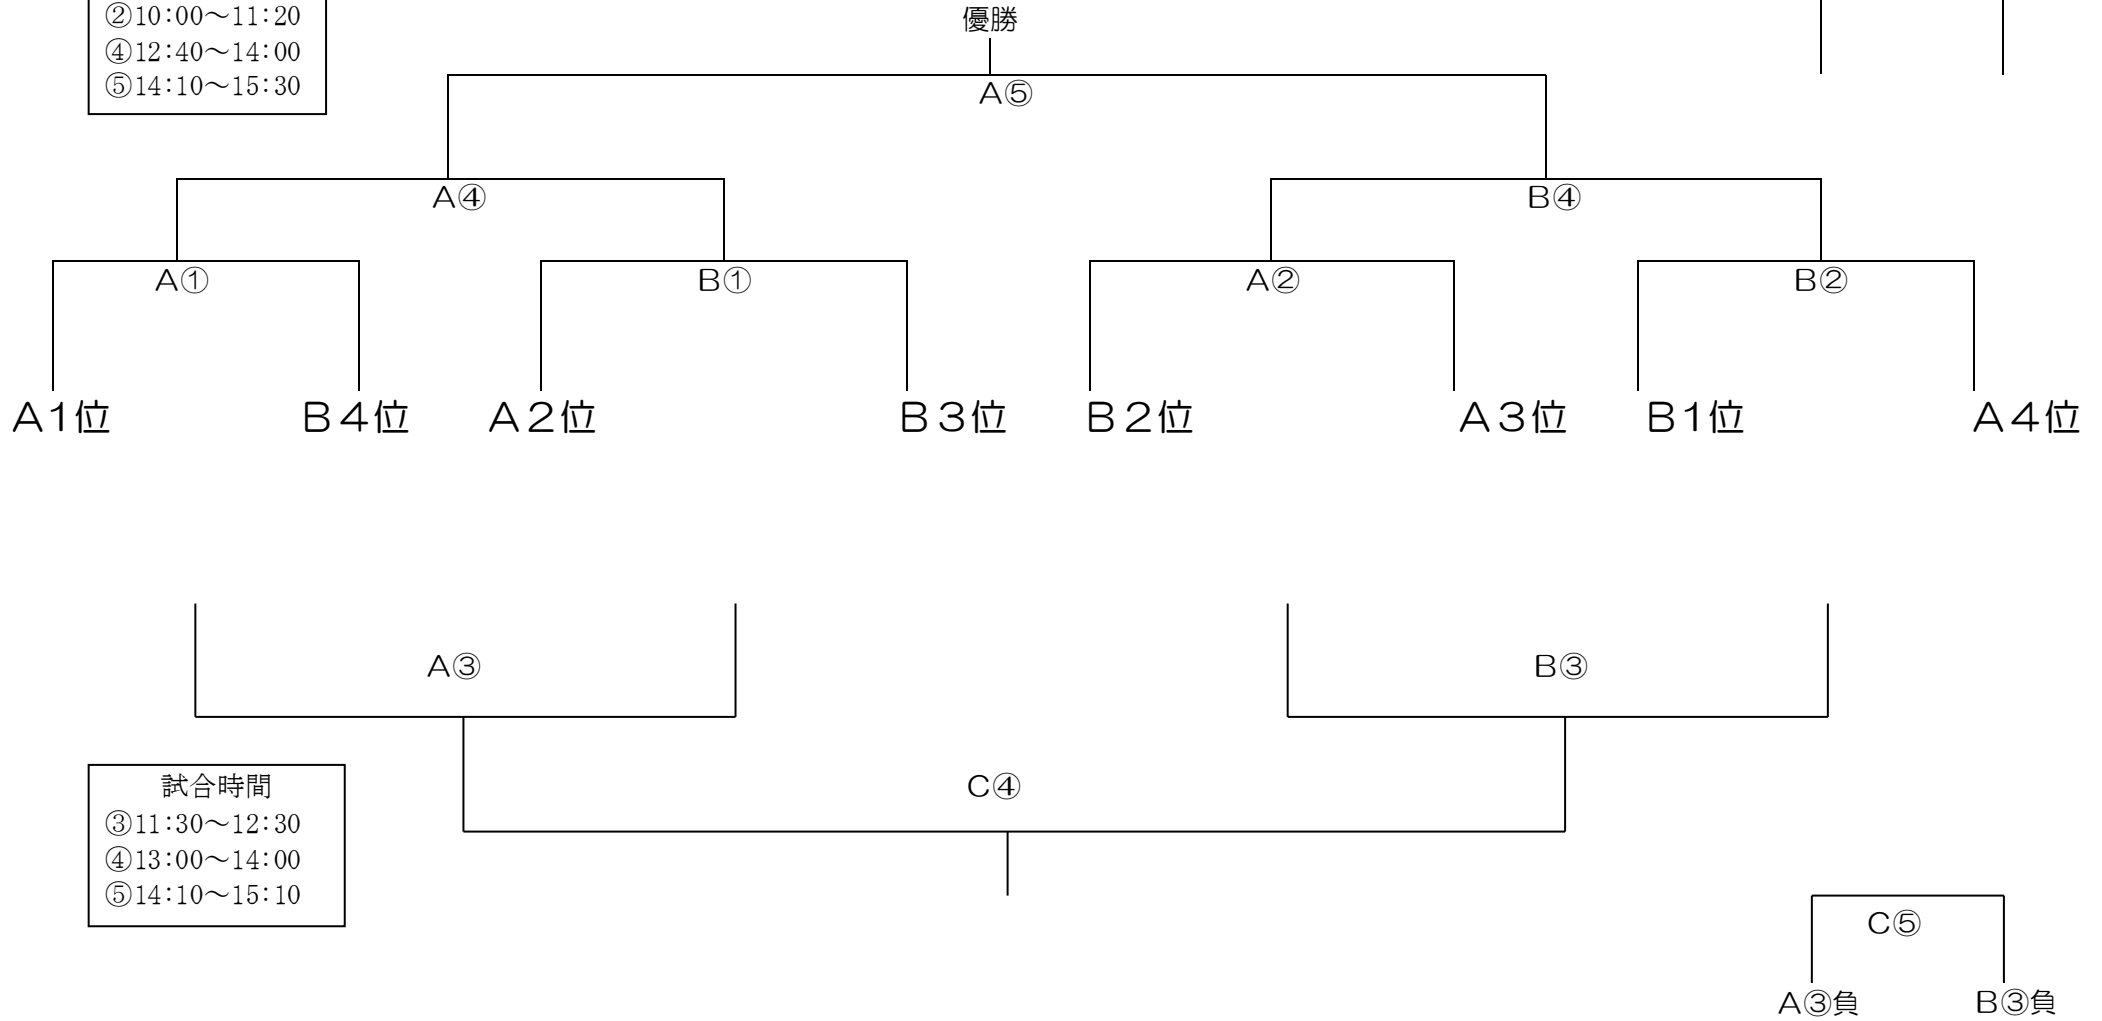 ②10:00～11:20
④12:40～14:00
⑤14:10～15:30
優勝
A⑤
A④
B④
A①
B①
A②
B②
A1位
B4位
A2位
B3位
B2位
A3位
B1位
A4位
A③
B③
試合時間
③11:30～12:30
④13:00～14:00
⑤14:10～15:10
C④
C⑤
A③負
B③負